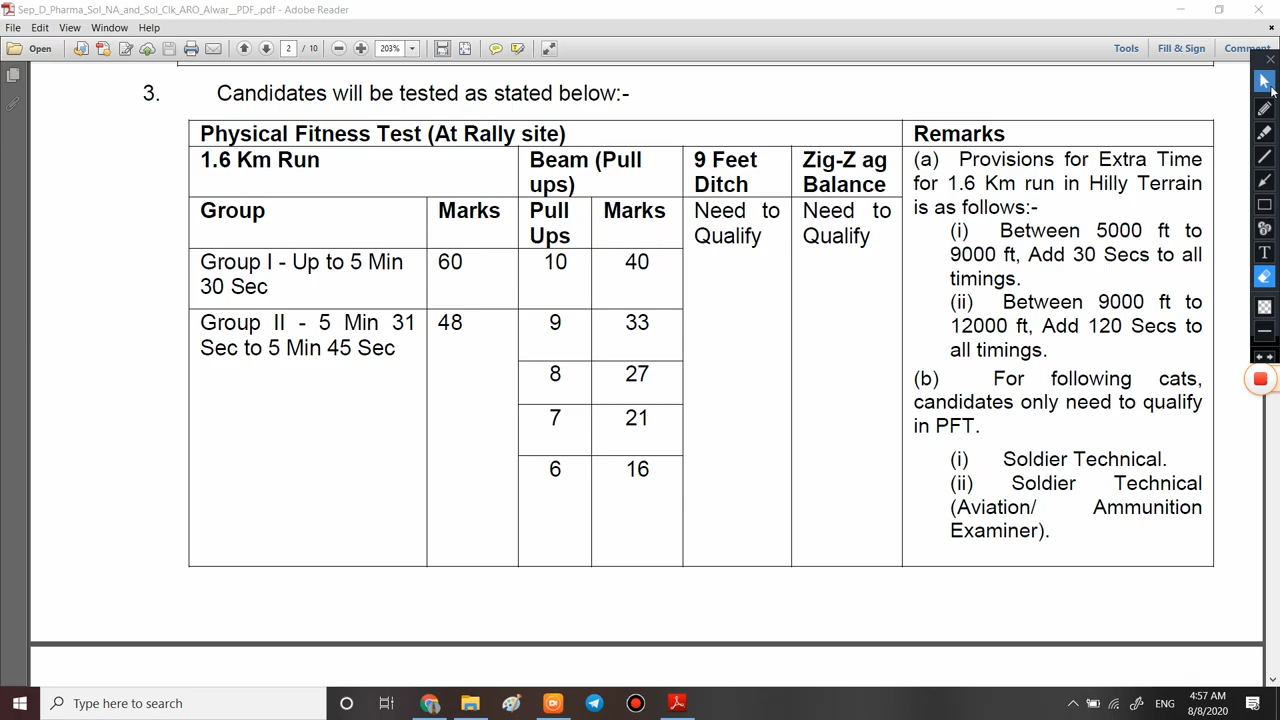 Sep_D_Pharma_Sol_NA_and_Sol_Clk_ARO_Alwar__PDF_.pdf - Adobe Reader
File Edit View Window Help
Open 2 / 10 203% Tools Fill & Sign Comment
3. Candidates will be tested as stated below:-
Physical Fitness Test (At Rally site)
1.6 Km Run
Group
Marks
Group I - Up to 5 Min
30 Sec
60
Group II - 5 Min 31
Sec to 5 Min 45 Sec
48
Beam (Pull
ups)
Pull
Ups
Marks
10 40
9 33
8 27
7 21
6 16
9 Feet
Ditch
Need to
Qualify
Zig-Z ag
Balance
Need to
Qualify
Remarks
(a) Provisions for Extra Time
for 1.6 Km run in Hilly Terrain
is as follows:-
(i) Between 5000 ft to
9000 ft, Add 30 Secs to all
timings.
(ii) Between 9000 ft to
12000 ft, Add 120 Secs to
all timings.
(b) For following cats,
candidates only need to qualify
in PFT.
(i) Soldier Technical.
(ii) Soldier Technical
(Aviation/ Ammunition
Examiner).
Type here to search
ENG
4:57 AM
8/8/2020